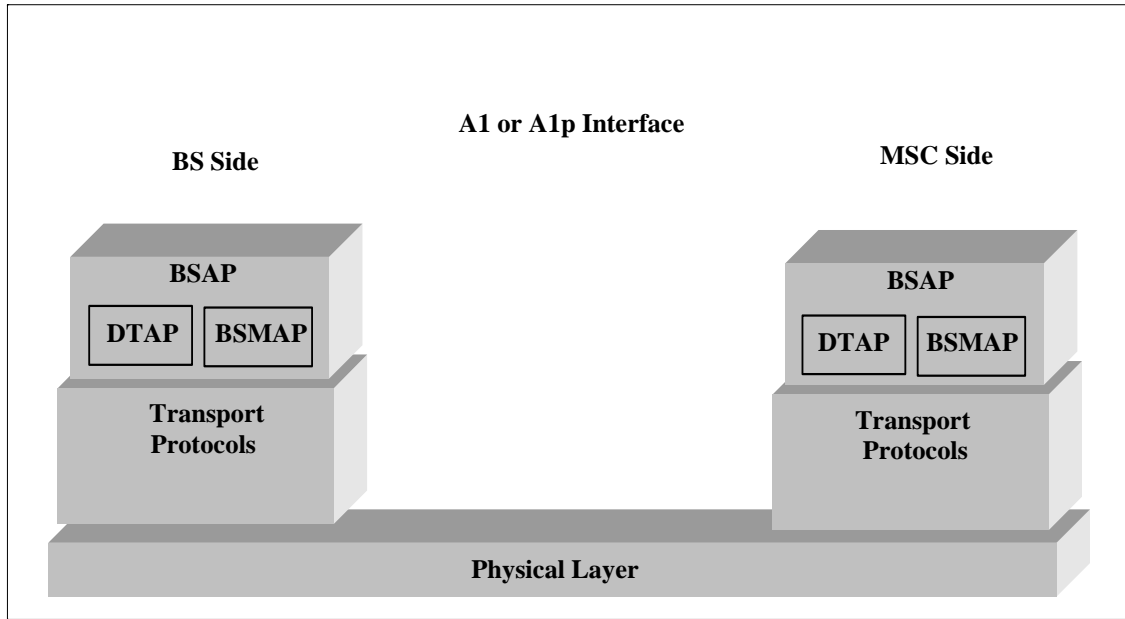 A1 or A1p Interface
BS Side
MSC Side
BSAP
DTAP
BSMAP
Transport
Protocols
BSAP
DTAP
BSMAP
Transport
Protocols
Physical Layer